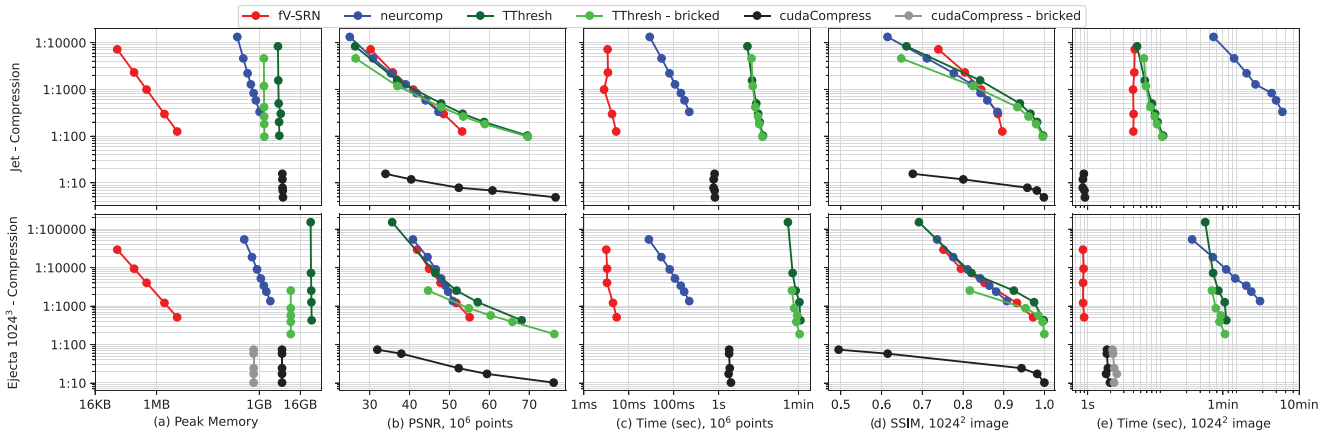 fV-SRN neurcomp TThresh TThresh - bricked cudaCompress cudaCompress - bricked
Jet - Compression
1:10000
1:1000
1:100
1:10
Ejecta 1024³ - Compression
1:100000
1:10000
1:1000
1:100
1:10
16KB 1MB 1GB 16GB
30 40 50 60 70
1ms 10ms 100ms 1s 1min
0.5 0.6 0.7 0.8 0.9 1.0
1s 1min 10min
(a) Peak Memory
(b) PSNR, 10⁶ points
(c) Time (sec), 10⁶ points
(d) SSIM, 1024² image
(e) Time (sec), 1024² image